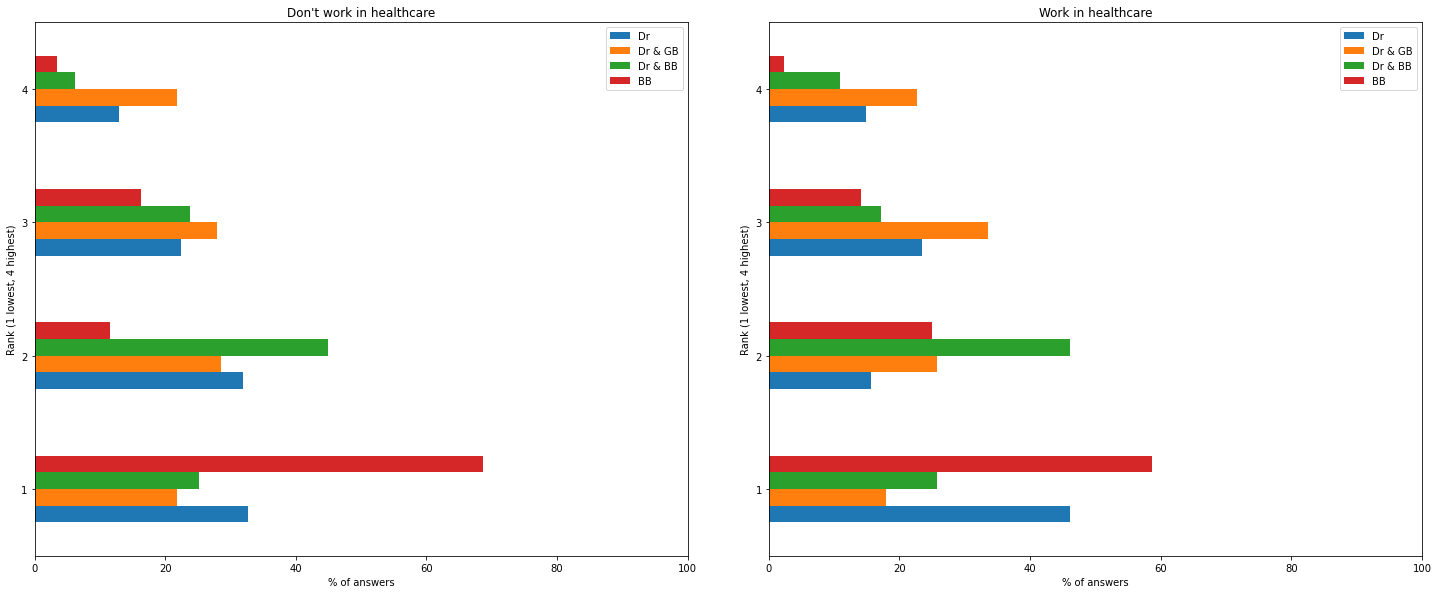 Don't work in healthcare
Dr
Dr & GB
Dr & BB
BB
4
3
2
1
Rank (1 lowest, 4 highest)
0 20 40 60 80 100
% of answers
Work in healthcare
Dr
Dr & GB
Dr & BB
BB
4
3
2
1
Rank (1 lowest, 4 highest)
0 20 40 60 80 100
% of answers